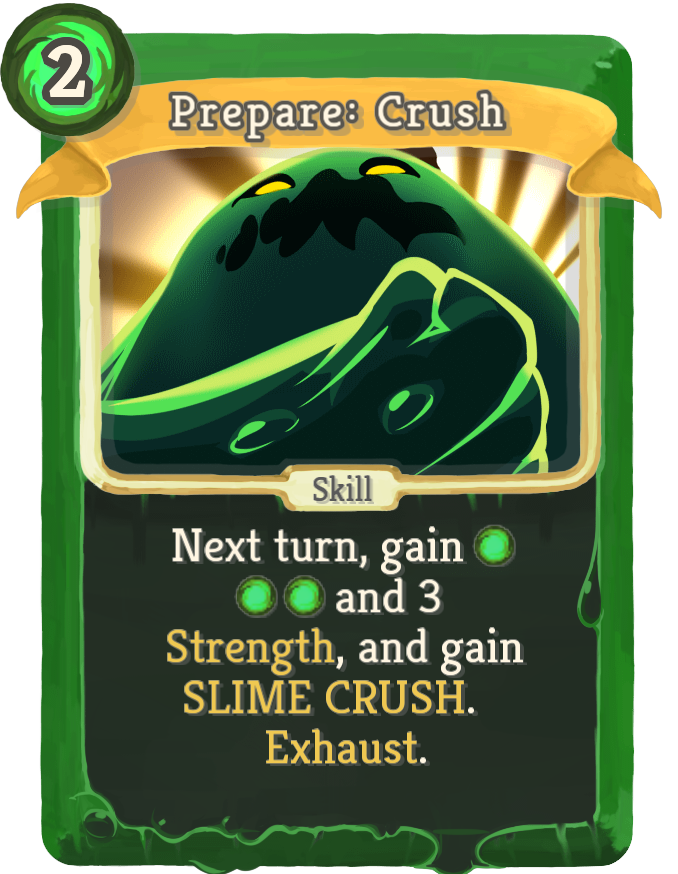 2
Prepare: Crush
Skill
Next turn, gain
and 3
Strength, and gain
SLIME CRUSH.
Exhaust.